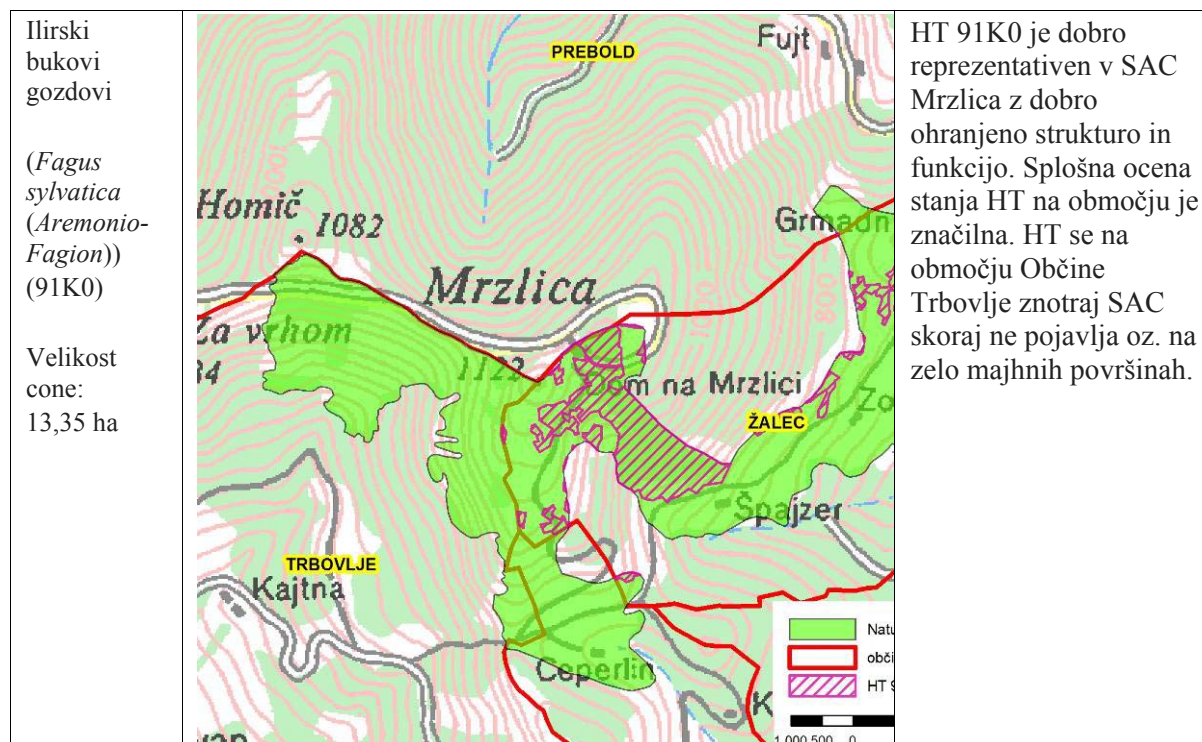 Ilirski
bukovi
gozdovi
(Fagus
sylvatica
(Aremonio-
Fagion))
(91K0)
Velikost
cone:
13,35 ha
PREBOLD
Fujt
Homič
1082
Grmadn
Mrzlica
Za vrhom
84
1122
Dom na Mrzlici
ŽALEC
Zo
Špajzer
TRBOVLJE
Kajtna
Čeperlin
K
Natu
obči
HT 9
1.000 500 0
HT 91K0 je dobro
reprezentativen v SAC
Mrzlica z dobro
ohranjeno strukturo in
funkcijo. Splošna ocena
stanja HT na območju je
značilna. HT se na
območju Občine
Trbovlje znotraj SAC
skoraj ne pojavlja oz. na
zelo majhnih površinah.